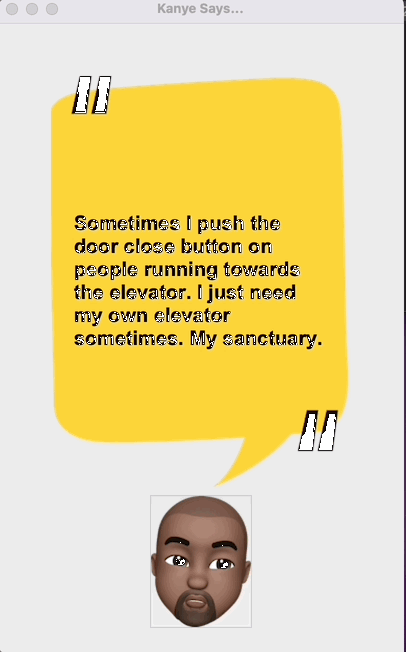 Kanye Says...
"
Sometimes I push the
door close button on
people running towards
the elevator. I just need
my own elevator
sometimes. My sanctuary.
"